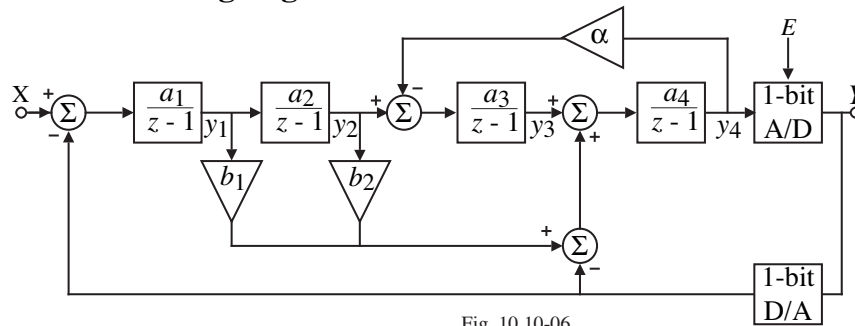 α
E
X + Σ a1 a2 + − Σ a3 + Σ a4 1-bit
− z - 1 y1 z - 1 y2 z - 1 y3 + z - 1 y4 A/D
b1 b2
+ Σ
−
1-bit
D/A
Fig. 10.10-06